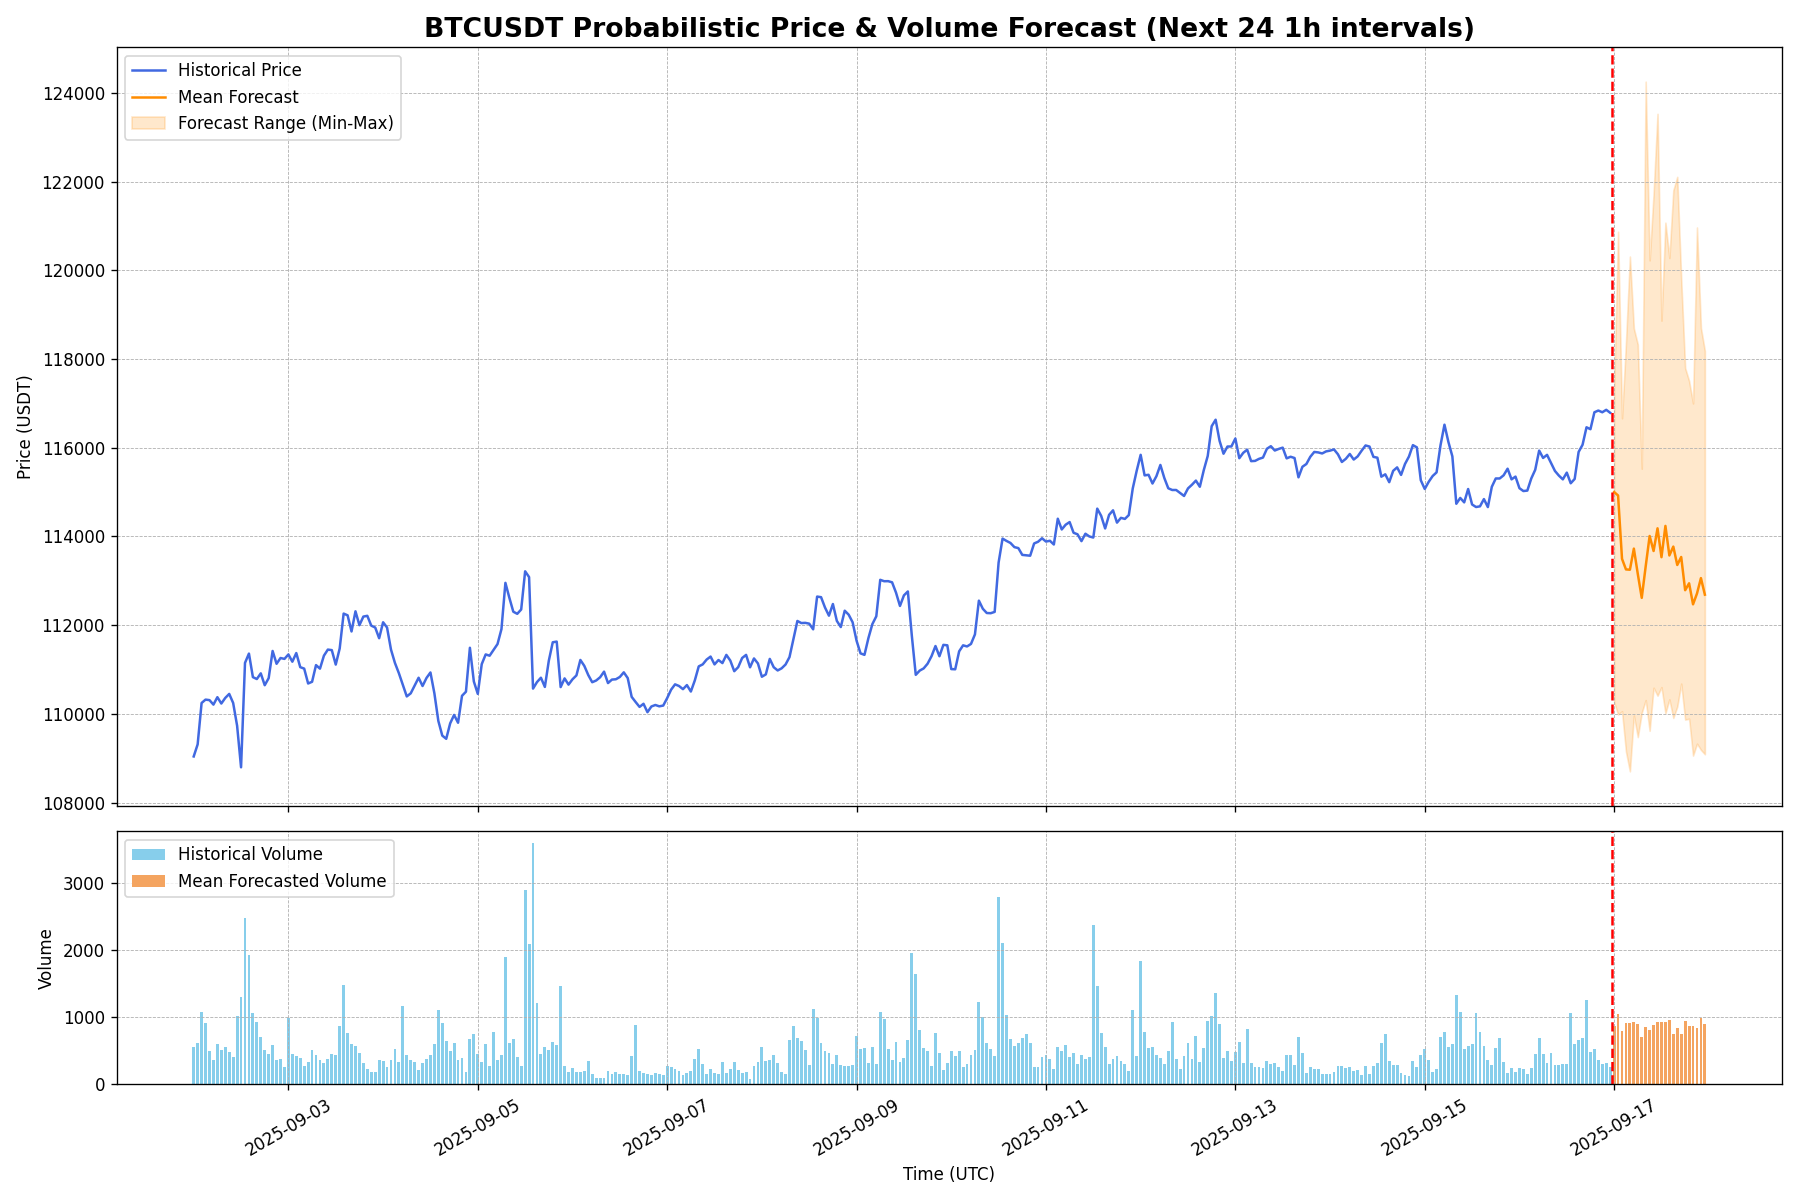 BTCUSDT Probabilistic Price & Volume Forecast (Next 24 1h intervals)
Historical Price
Mean Forecast
Forecast Range (Min-Max)
124000
122000
120000
118000
116000
114000
112000
110000
108000
Price (USDT)
Historical Volume
Mean Forecasted Volume
3000
2000
1000
0
Volume
2025-09-03
2025-09-05
2025-09-07
2025-09-09
2025-09-11
2025-09-13
2025-09-15
2025-09-17
Time (UTC)